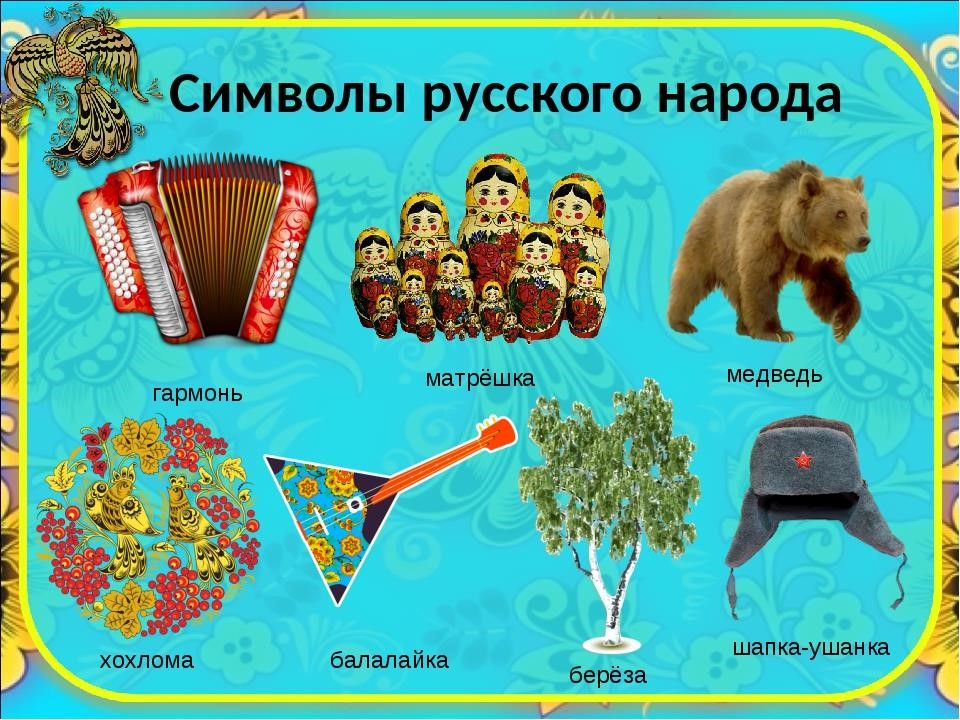 Символы русского народа
гармонь
матрёшка
медведь
хохлома
балалайка
берёза
шапка-ушанка